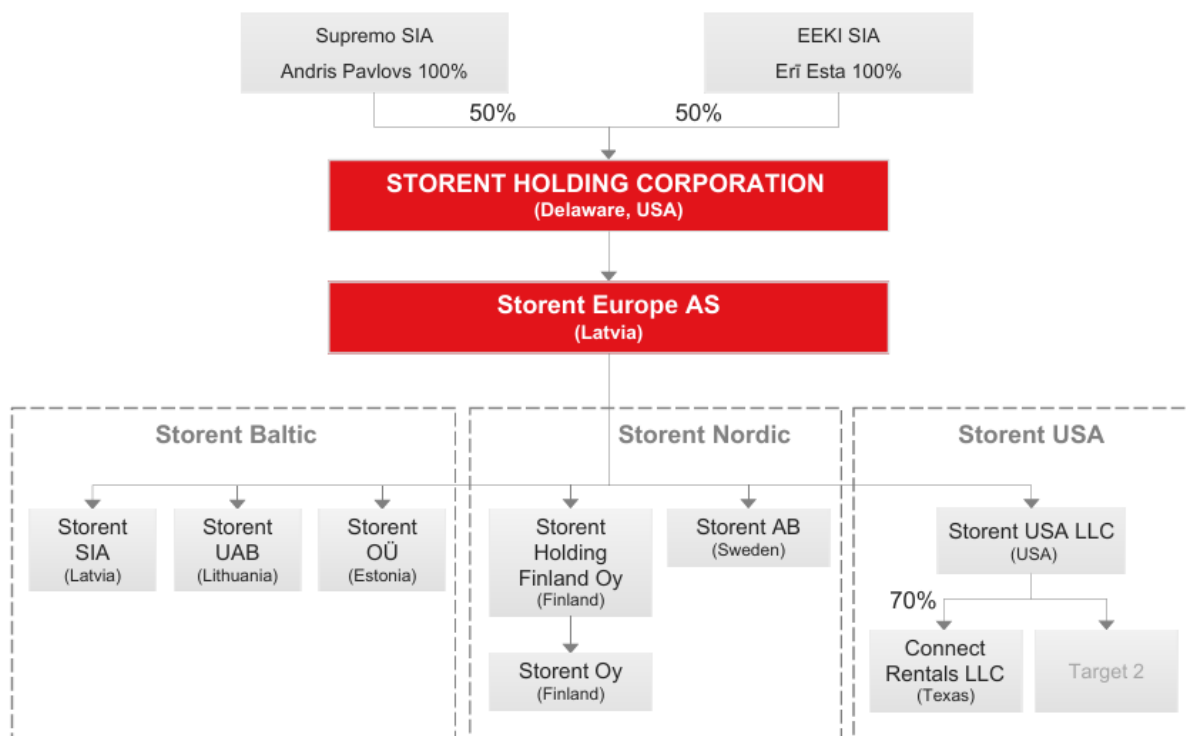 Supremo SIA
Andris Pavlovs 100%
EEKI SIA
Erī Esta 100%
50%
50%
STORENT HOLDING CORPORATION
(Delaware, USA)
Storent Europe AS
(Latvia)
Storent Baltic
Storent Nordic
Storent USA
Storent
SIA
(Latvia)
Storent
UAB
(Lithuania)
Storent
OÜ
(Estonia)
Storent
Holding
Finland Oy
(Finland)
Storent AB
(Sweden)
Storent USA LLC
(USA)
Storent Oy
(Finland)
70%
Connect
Rentals LLC
(Texas)
Target 2